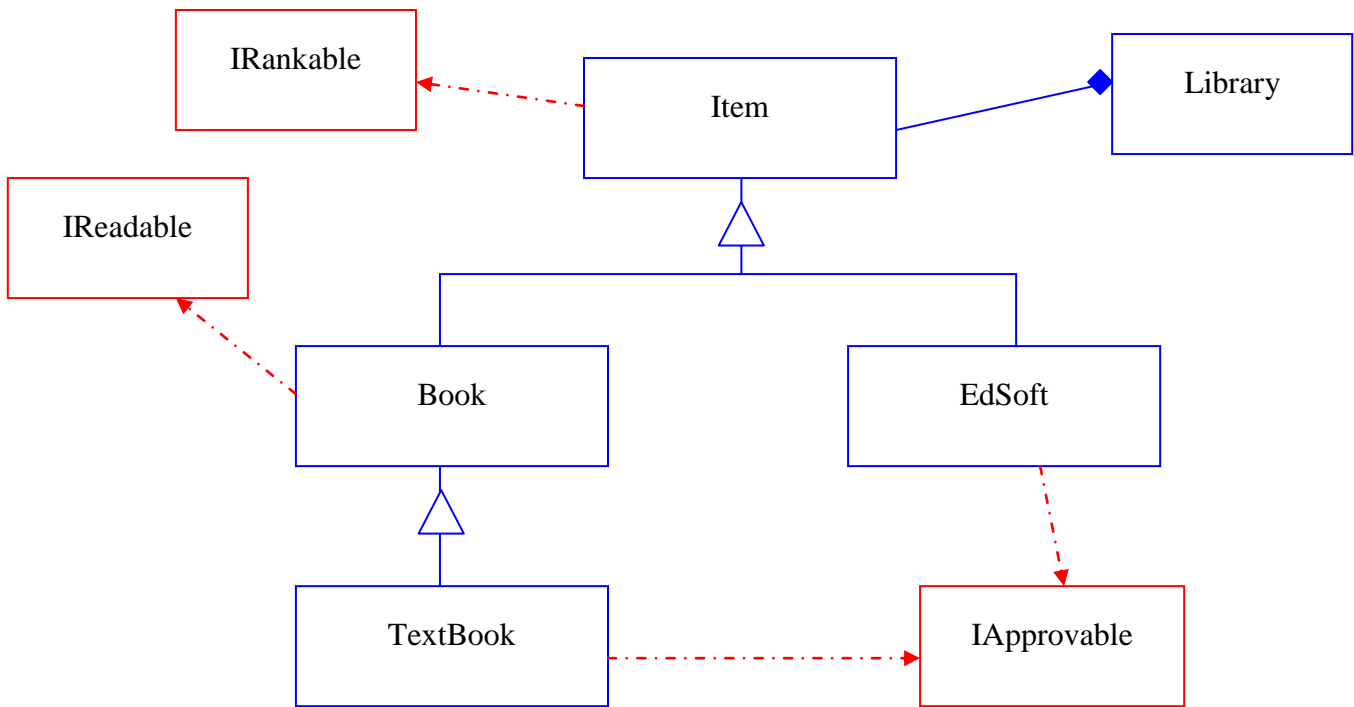 IRankable
Item
Library
IReadable
Book
EdSoft
TextBook
IApprovable